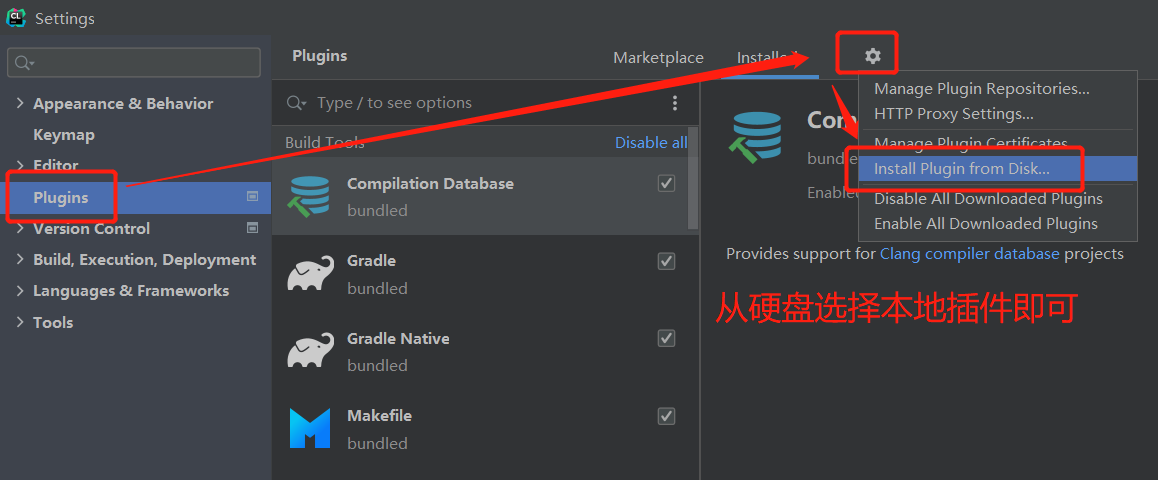 CL
Settings
Plugins
Marketplace
Installed
Appearance & Behavior
Keymap
Editor
Plugins
Version Control
Build, Execution, Deployment
Languages & Frameworks
Tools
Type / to see options
Build Tools
Disable all
Compilation Database
bundled
Gradle
bundled
Gradle Native
bundled
Makefile
bundled
Manage Plugin Repositories...
HTTP Proxy Settings...
Manage Plugin Certificates
Install Plugin from Disk...
Disable All Downloaded Plugins
Enable All Downloaded Plugins
Provides support for Clang compiler database projects
从硬盘选择本地插件即可